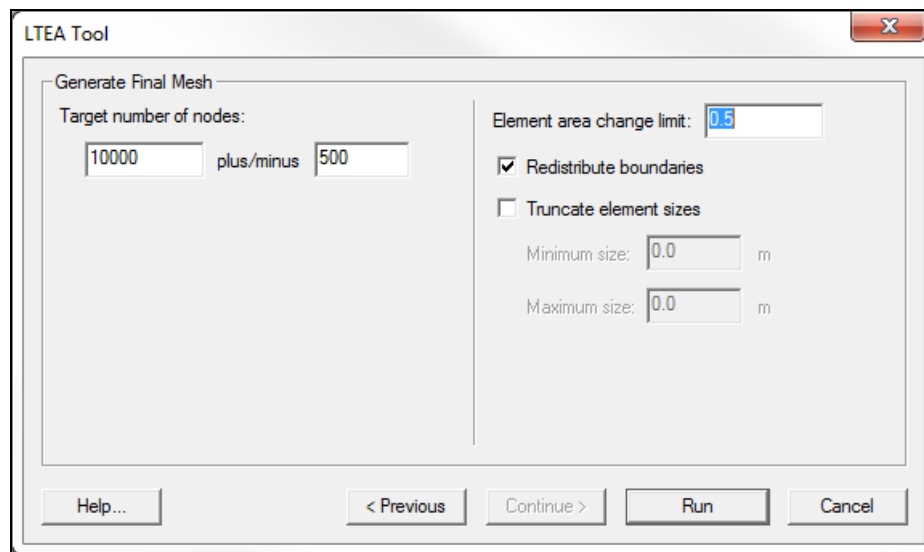 LTEA Tool
Generate Final Mesh
Target number of nodes:
10000 plus/minus 500
Element area change limit: 0.5
Redistribute boundaries
Truncate element sizes
Minimum size: 0.0 m
Maximum size: 0.0 m
Help... < Previous Continue > Run Cancel